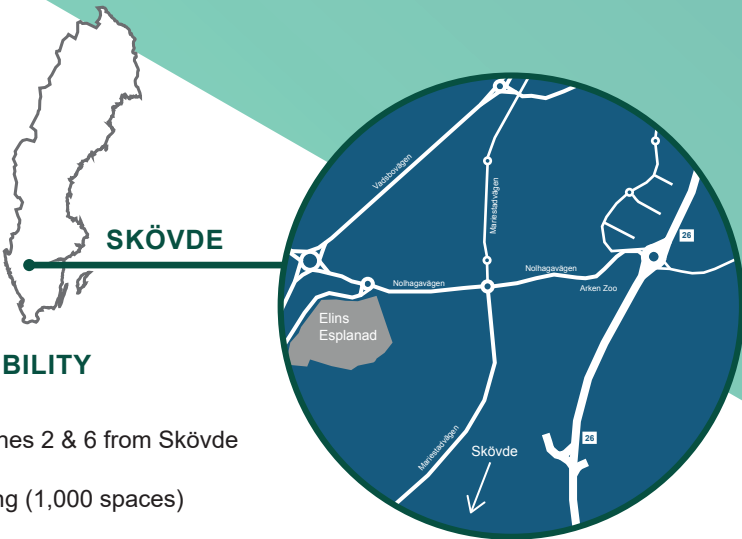 SKÖVDE
BILITY
nes 2 & 6 from Skövde
ng (1,000 spaces)
Vadsbovägen
Mariestadvägen
26
Nolhagavägen
Nolhagavägen
Arken Zoo
Elins
Esplanad
Mariestadvägen
Skövde
26